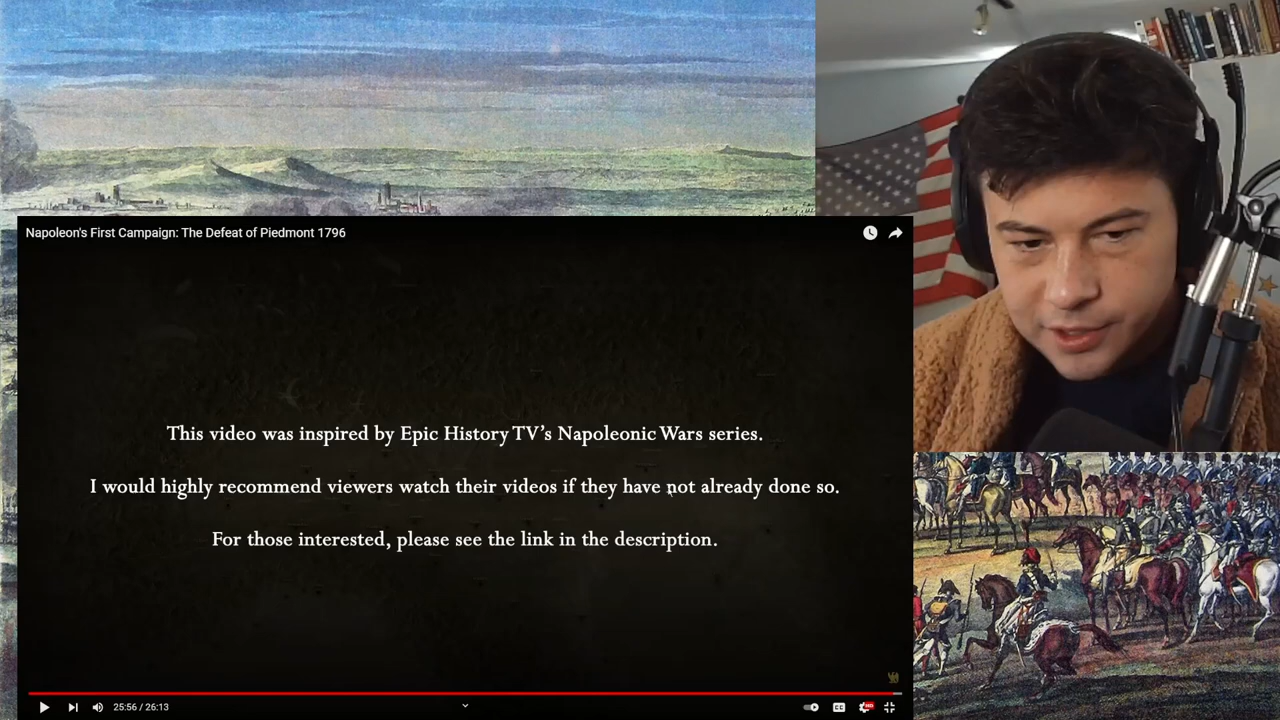 Napoleon's First Campaign: The Defeat of Piedmont 1796
This video was inspired by Epic History TV's Napoleonic Wars series.
I would highly recommend viewers watch their videos if they have not already done so.
For those interested, please see the link in the description.
25:56 / 26:13
CC
HD